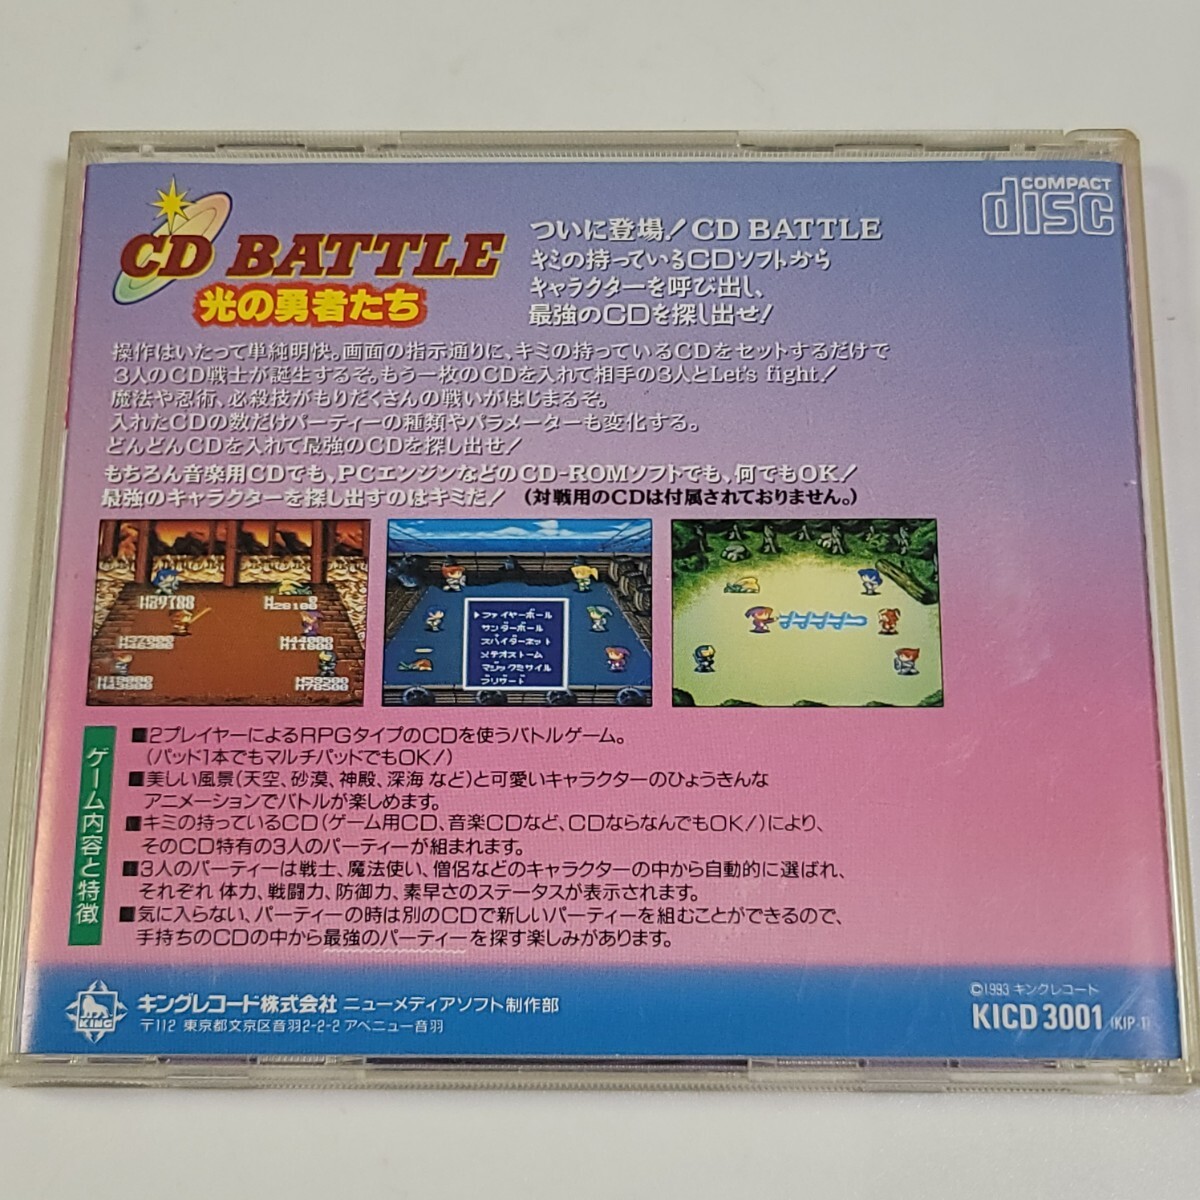 CD BATTLE
光の勇者たち
ついに登場！CD BATTLE
キミの持っているCDソフトから
キャラクターを呼び出し、
最強のCDを探し出せ！
COMPACT
disc
操作はいたって単純明快。画面の指示通りに、キミの持っているCDをセットするだけで
3人のCD戦士が誕生するぞ。もう一枚のCDを入れて相手の3人とLet's fight！
魔法や忍術、必殺技がもりだくさんの戦いがはじまるぞ。
入れたCDの数だけパーティーの種類やパラメーターも変化する。
どんどんCDを入れて最強のCDを探し出せ！
もちろん音楽用CDでも、PCエンジンなどのCD-ROMソフトでも、何でもOK！
最強のキャラクターを探し出すのはキミだ！（対戦用のCDは付属されておりません。）
ファイヤーボール
サンダーボール
スパイダーネット
メテオストーム
マジックミサイル
ブリザード
ゲーム内容と特徴
■2プレイヤーによるRPGタイプのCDを使うバトルゲーム。
（パッド1本でもマルチパッドでもOK！）
■美しい風景（天空、砂漠、神殿、深海 など）と可愛いキャラクターのひょうきんな
アニメーションでバトルが楽しめます。
■キミの持っているCD（ゲーム用CD、音楽CDなど、CDならなんでもOK！）により、
そのCD特有の3人のパーティーが組まれます。
■3人のパーティーは戦士、魔法使い、僧侶などのキャラクターの中から自動的に選ばれ、
それぞれ 体力、戦闘力、防御力、素早さのステータスが表示されます。
■気に入らない、パーティーの時は別のCDで新しいパーティーを組むことができるので、
手持ちのCDの中から最強のパーティーを探す楽しみがあります。
KING
キングレコード株式会社 ニューメディアソフト制作部
〒112 東京都文京区音羽2-2-2 アベニュー音羽
©1993 キングレコード
KICD 3001 (KIP-1)